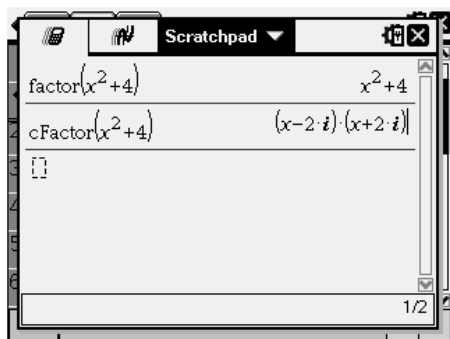 Scratchpad
factor(x²+4)
x²+4
cFactor(x²+4)
(x−2·i)·(x+2·i)
1/2